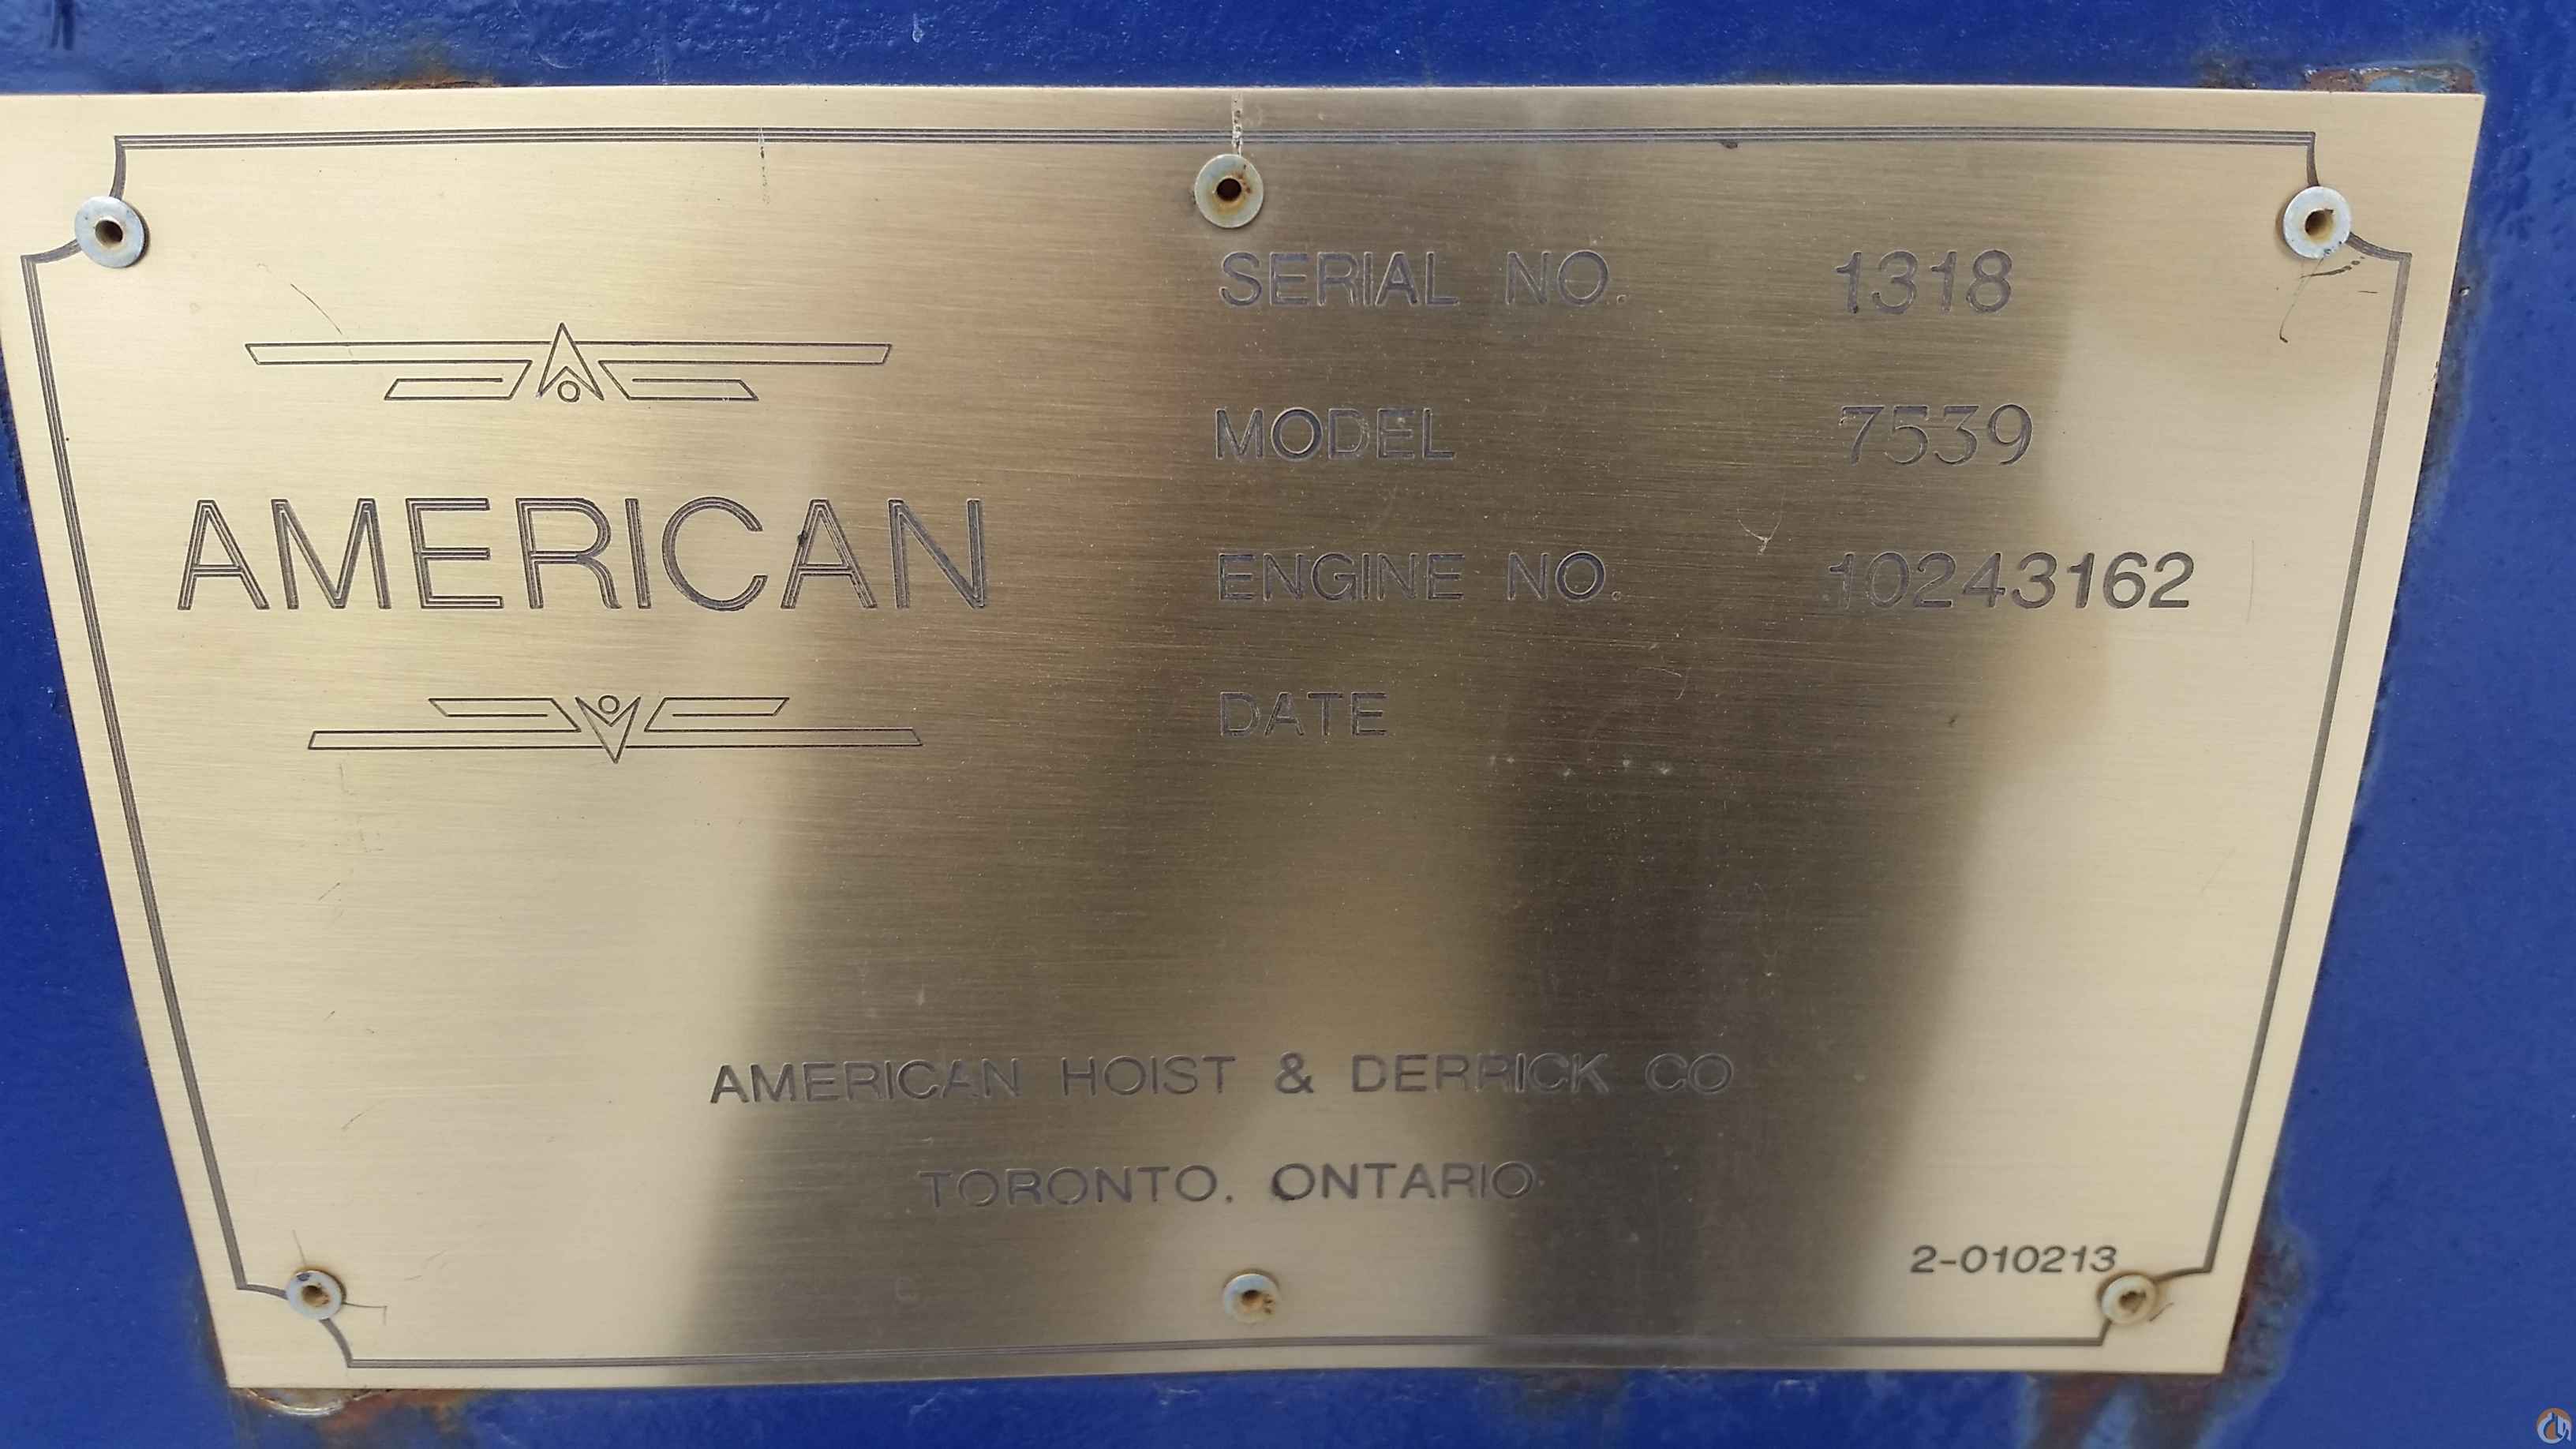 AMERICAN
SERIAL NO. 1318
MODEL 7539
ENGINE NO. 10243162
DATE
AMERICAN HOIST & DERRICK CO
TORONTO, ONTARIO
2-010213